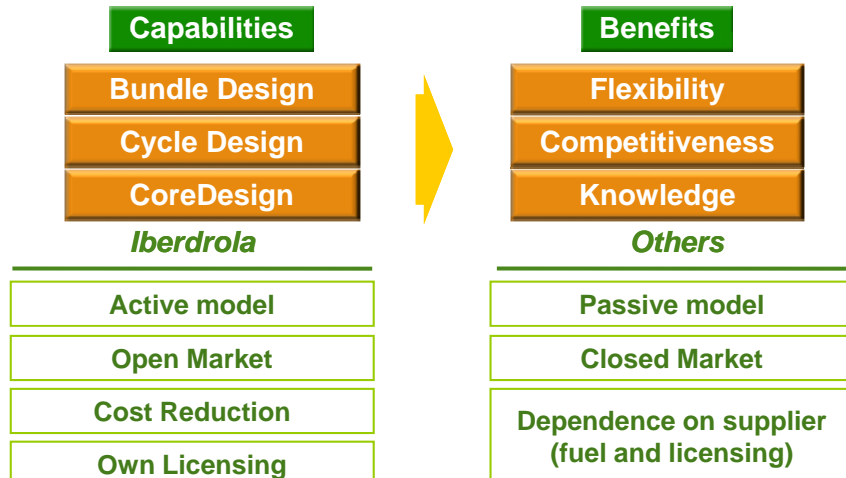 Capabilities
Benefits
Bundle Design
Flexibility
Cycle Design
Competitiveness
CoreDesign
Knowledge
Iberdrola
Others
Active model
Passive model
Open Market
Closed Market
Cost Reduction
Dependence on supplier
(fuel and licensing)
Own Licensing